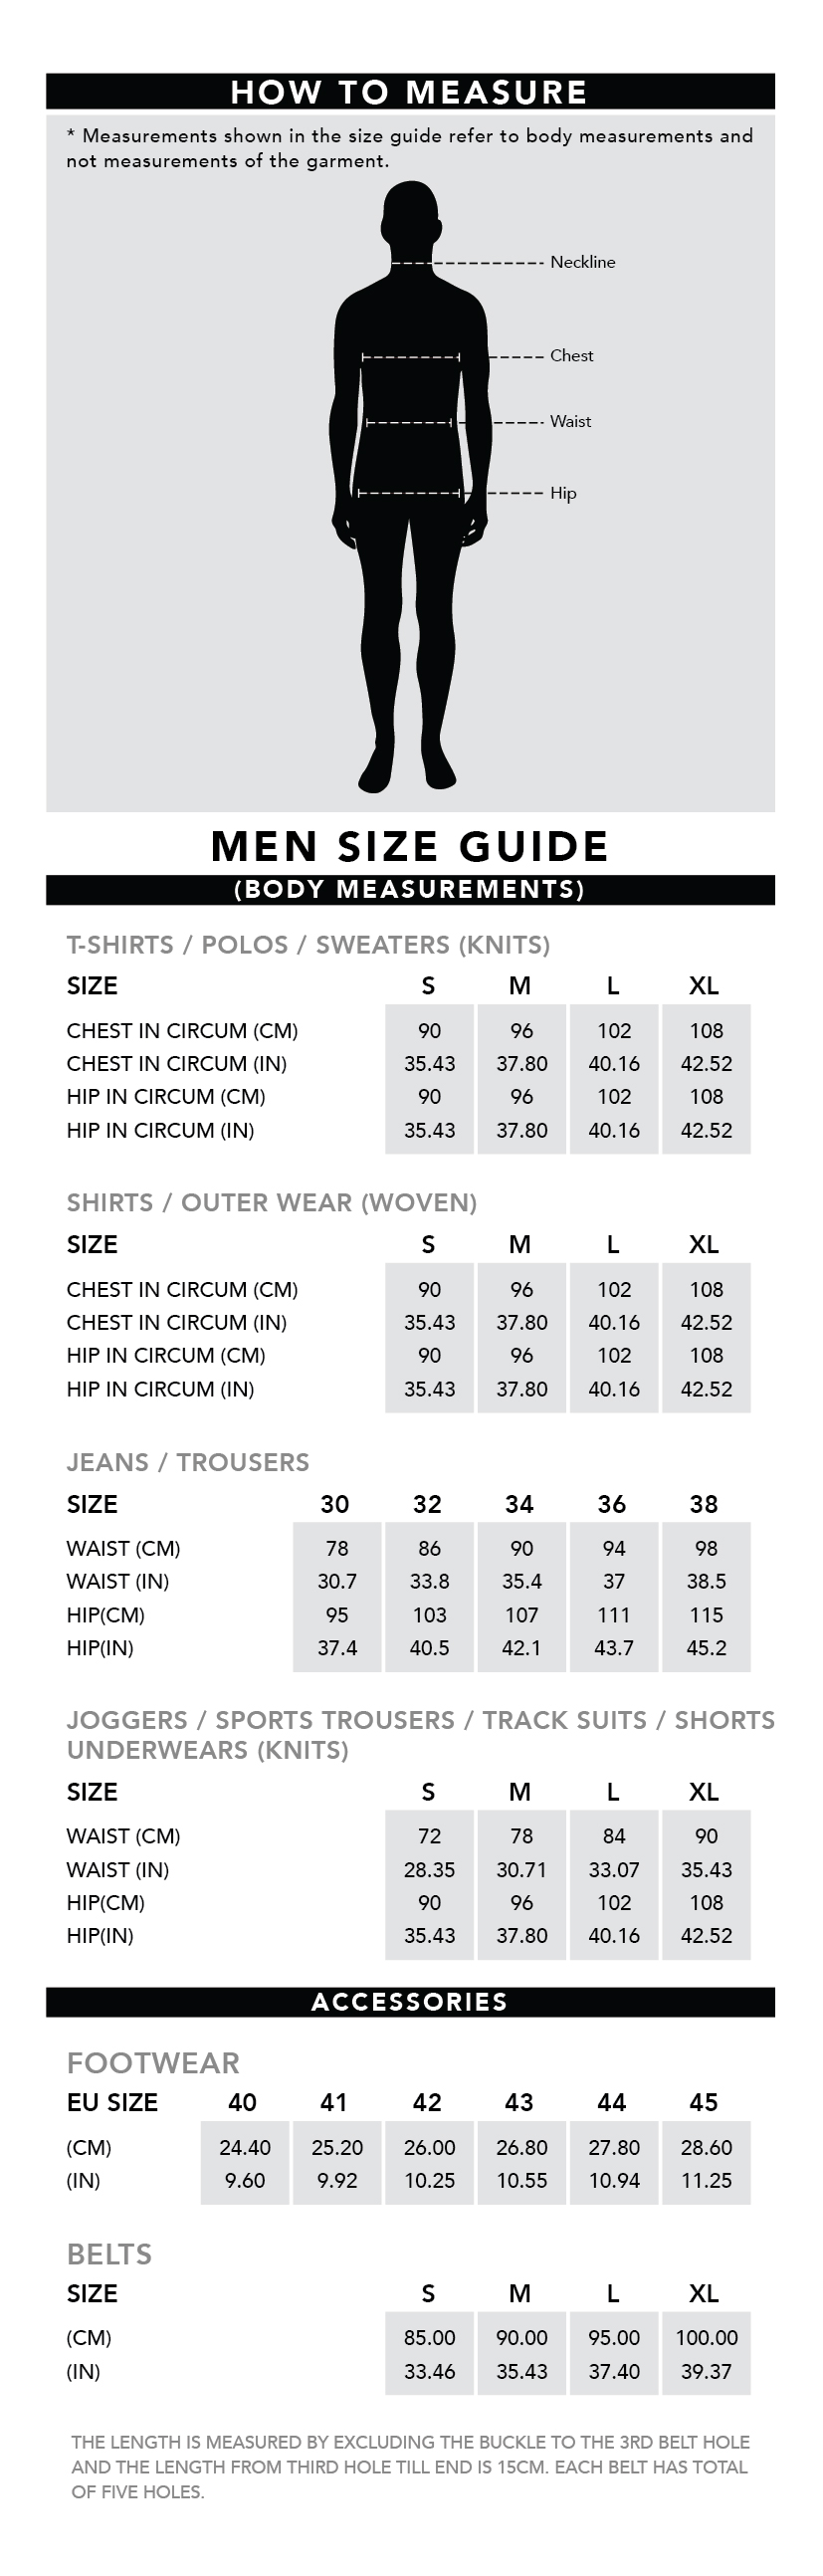 HOW TO MEASURE
* Measurements shown in the size guide refer to body measurements and
not measurements of the garment.
Neckline
Chest
Waist
Hip
MEN SIZE GUIDE
(BODY MEASUREMENTS)
T-SHIRTS / POLOS / SWEATERS (KNITS)
SIZE S M L XL
CHEST IN CIRCUM (CM) 90 96 102 108
CHEST IN CIRCUM (IN) 35.43 37.80 40.16 42.52
HIP IN CIRCUM (CM) 90 96 102 108
HIP IN CIRCUM (IN) 35.43 37.80 40.16 42.52
SHIRTS / OUTER WEAR (WOVEN)
SIZE S M L XL
CHEST IN CIRCUM (CM) 90 96 102 108
CHEST IN CIRCUM (IN) 35.43 37.80 40.16 42.52
HIP IN CIRCUM (CM) 90 96 102 108
HIP IN CIRCUM (IN) 35.43 37.80 40.16 42.52
JEANS / TROUSERS
SIZE 30 32 34 36 38
WAIST (CM) 78 86 90 94 98
WAIST (IN) 30.7 33.8 35.4 37 38.5
HIP(CM) 95 103 107 111 115
HIP(IN) 37.4 40.5 42.1 43.7 45.2
JOGGERS / SPORTS TROUSERS / TRACK SUITS / SHORTS
UNDERWEARS (KNITS)
SIZE S M L XL
WAIST (CM) 72 78 84 90
WAIST (IN) 28.35 30.71 33.07 35.43
HIP(CM) 90 96 102 108
HIP(IN) 35.43 37.80 40.16 42.52
ACCESSORIES
FOOTWEAR
EU SIZE 40 41 42 43 44 45
(CM) 24.40 25.20 26.00 26.80 27.80 28.60
(IN) 9.60 9.92 10.25 10.55 10.94 11.25
BELTS
SIZE S M L XL
(CM) 85.00 90.00 95.00 100.00
(IN) 33.46 35.43 37.40 39.37
THE LENGTH IS MEASURED BY EXCLUDING THE BUCKLE TO THE 3RD BELT HOLE
AND THE LENGTH FROM THIRD HOLE TILL END IS 15CM. EACH BELT HAS TOTAL
OF FIVE HOLES.